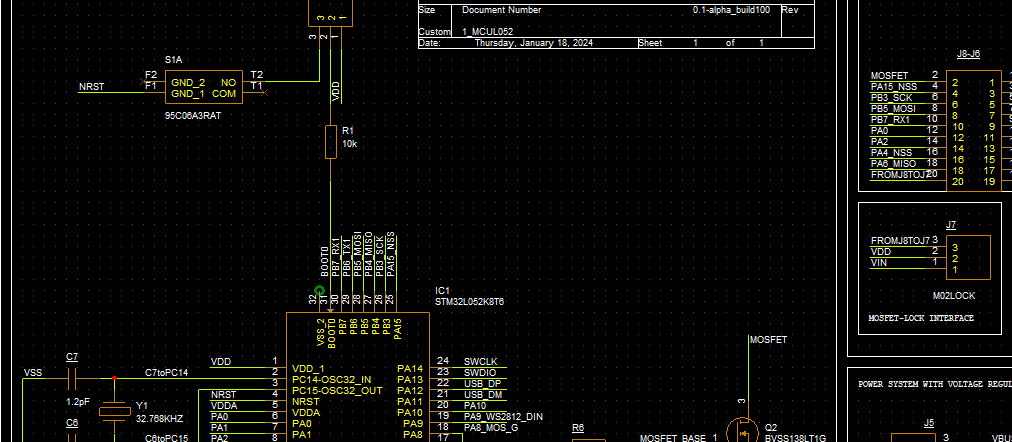 Size Document Number 0.1-alpha_build100 Rev
Custom 1_MCUL052
Date: Thursday, January 18, 2024 Sheet 1 of 1
3 2 1
3 2 1
VDD
S1A
F2 GND_2 NO T2
NRST F1 GND_1 COM T1
95C06A3RAT
R1
10k
BOOT0
PB7_RX1
PB6_TX1
PB5_MOSI
PB4_MISO
PB3_SCK
PA15_NSS
32 31 30 29 28 27 26 25
VSS_2 BOOT0 PB7 PB6 PB5 PB4 PB3 PA15
IC1
STM32L052K8T6
VDD 1 VDD_1
C7toPC14 2 PC14-OSC32_IN
3 PC15-OSC32_OUT
NRST 4 NRST
VDDA 5 VDDA
PA0 6 PA0
PA1 7 PA1
PA2 8
PA14 24 SWCLK
PA13 23 SWDIO
PA12 22 USB_DP
PA11 21 USB_DM
PA10 20 PA10
PA9 19 PA9_WS2812_DIN
PA8 18 PA8_MOS_G
17
VSS
C7
1.2pF
Y1
32.768KHZ
C6
C6toPC15
R6
MOSFET
3
Q2
MOSFET_BASE 1 BVSS138LT1G
J8-J6
MOSFET 2 2 1 1
PA15_NSS 4 4 3 3
PB3_SCK 6 6 5 5
PB5_MOSI 8 8 7
PB7_RX1 10 10 9
PA0 12 12 11
PA2 14 14 13
PA4_NSS 16 16 15
PA6_MISO 18 18 17
FROMJ8TOJ7 20 20 19
J7
FROMJ8TOJ7 3 3
VDD 2 2
VIN 1 1
M02LOCK
MOSFET-LOCK INTERFACE
POWER SYSTEM WITH VOLTAGE REGUL
J5
3 VBU